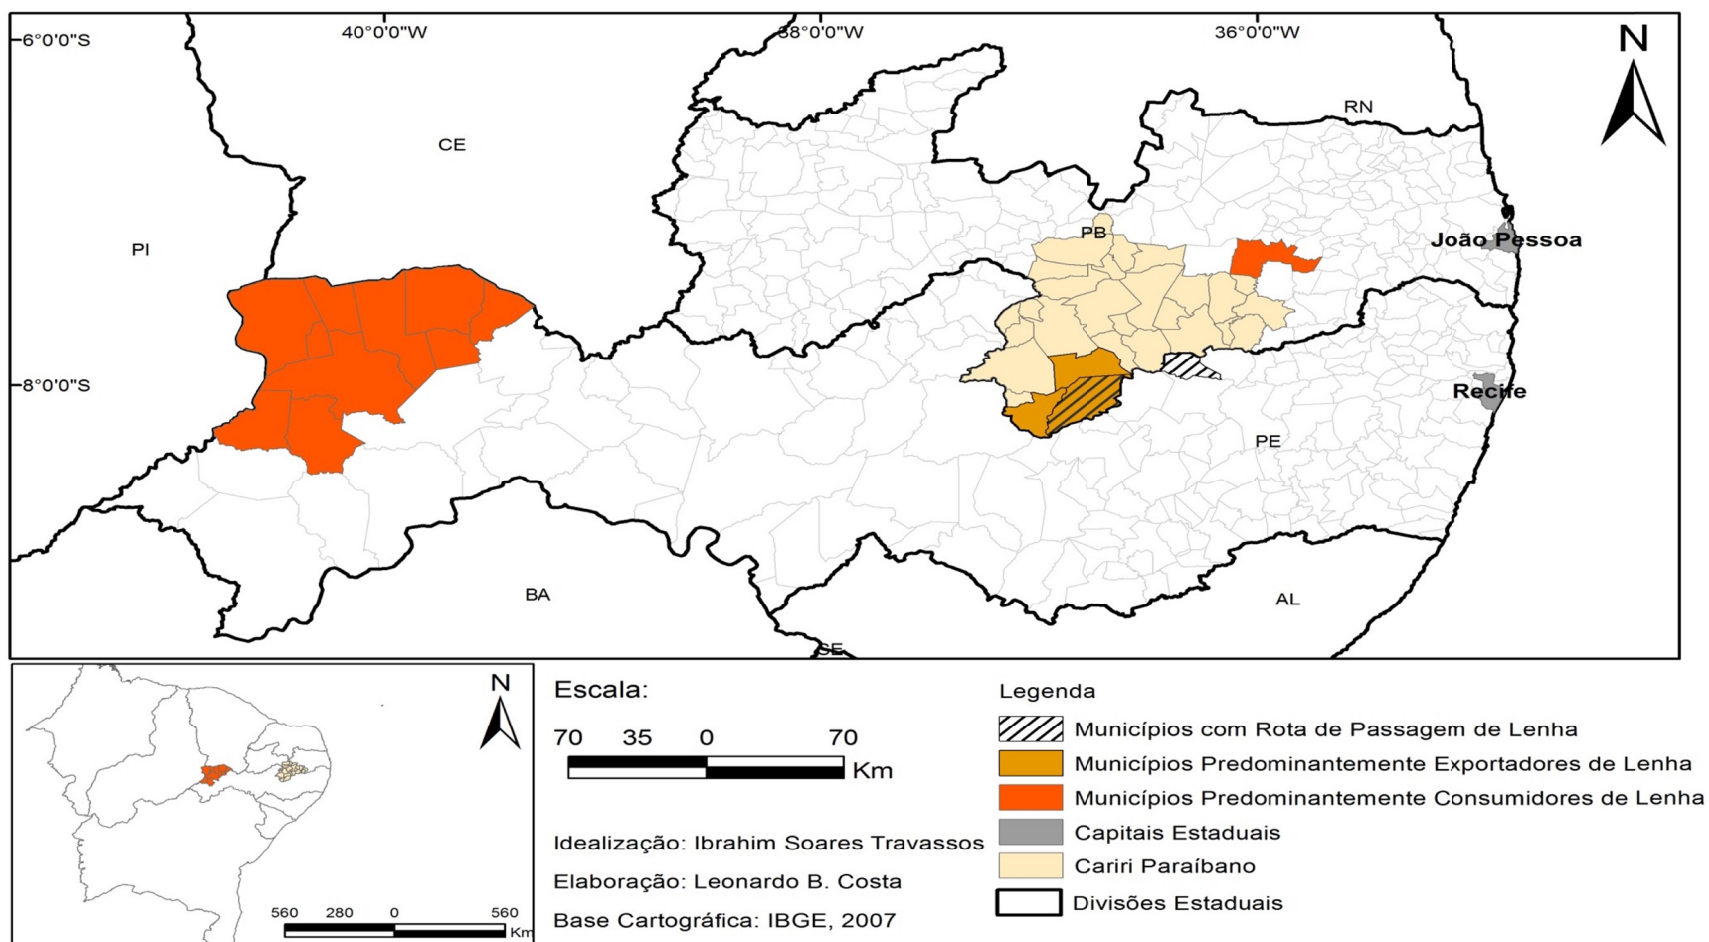 40°0'0"W
38°0'0"W
36°0'0"W
6°0'0"S
N
RN
CE
PB
João Pessoa
PI
8°0'0"S
Recife
PE
BA
AL
SE
N
560 280 0 560
Km
Escala:
70 35 0 70
Km
Idealização: Ibrahim Soares Travassos
Elaboração: Leonardo B. Costa
Base Cartográfica: IBGE, 2007
Legenda
Municípios com Rota de Passagem de Lenha
Municípios Predominantemente Exportadores de Lenha
Municípios Predominantemente Consumidores de Lenha
Capitais Estaduais
Cariri Paraíbano
Divisões Estaduais